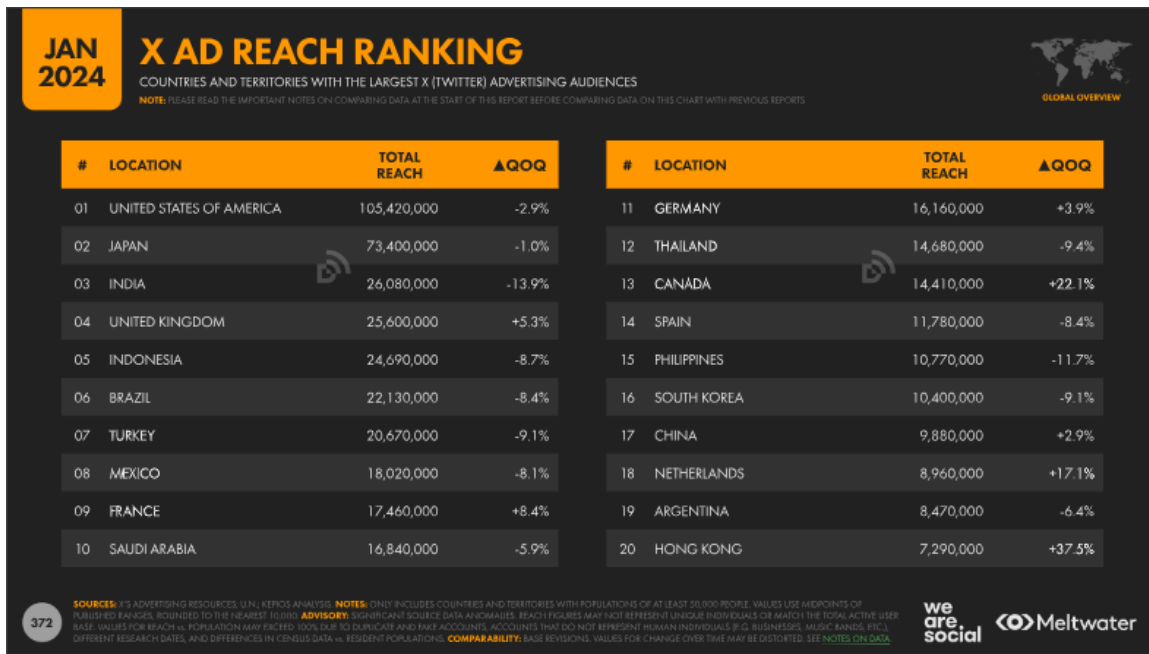 JAN
2024
X AD REACH RANKING
COUNTRIES AND TERRITORIES WITH THE LARGEST X (TWITTER) ADVERTISING AUDIENCES
NOTE: PLEASE READ THE IMPORTANT NOTES ON COMPARING DATA AT THE START OF THIS REPORT BEFORE COMPARING DATA ON THIS CHART WITH PREVIOUS REPORTS
GLOBAL OVERVIEW
# LOCATION TOTAL REACH ▲QOQ
01 UNITED STATES OF AMERICA 105,420,000 -2.9%
02 JAPAN 73,400,000 -1.0%
03 INDIA 26,080,000 -13.9%
04 UNITED KINGDOM 25,600,000 +5.3%
05 INDONESIA 24,690,000 -8.7%
06 BRAZIL 22,130,000 -8.4%
07 TURKEY 20,670,000 -9.1%
08 MEXICO 18,020,000 -8.1%
09 FRANCE 17,460,000 +8.4%
10 SAUDI ARABIA 16,840,000 -5.9%
# LOCATION TOTAL REACH ▲QOQ
11 GERMANY 16,160,000 +3.9%
12 THAILAND 14,680,000 -9.4%
13 CANADA 14,410,000 +22.1%
14 SPAIN 11,780,000 -8.4%
15 PHILIPPINES 10,770,000 -11.7%
16 SOUTH KOREA 10,400,000 -9.1%
17 CHINA 9,880,000 +2.9%
18 NETHERLANDS 8,960,000 +17.1%
19 ARGENTINA 8,470,000 -6.4%
20 HONG KONG 7,290,000 +37.5%
372
SOURCES: X'S ADVERTISING RESOURCES; U.N.; KEPIOS ANALYSIS. NOTES: ONLY INCLUDES COUNTRIES AND TERRITORIES WITH POPULATIONS OF AT LEAST 50,000 PEOPLE. VALUES USE MIDPOINTS OF
PUBLISHED RANGES, ROUNDED TO THE NEAREST 10,000. ADVISORY: SIGNIFICANT SOURCE DATA ANOMALIES. REACH FIGURES MAY NOT REPRESENT UNIQUE INDIVIDUALS OR MATCH THE TOTAL ACTIVE USER
BASE. VALUES FOR REACH vs. POPULATION MAY EXCEED 100% DUE TO DUPLICATE AND FAKE ACCOUNTS, ACCOUNTS THAT DO NOT REPRESENT HUMAN INDIVIDUALS (E.G. BUSINESSES, MUSIC BANDS, ETC.),
DIFFERENT RESEARCH DATES, AND DIFFERENCES IN CENSUS DATA vs. RESIDENT POPULATIONS. COMPARABILITY: BASE REVISIONS. VALUES FOR CHANGE OVER TIME MAY BE DISTORTED. SEE NOTES ON DATA.
we
are.
social
Meltwater